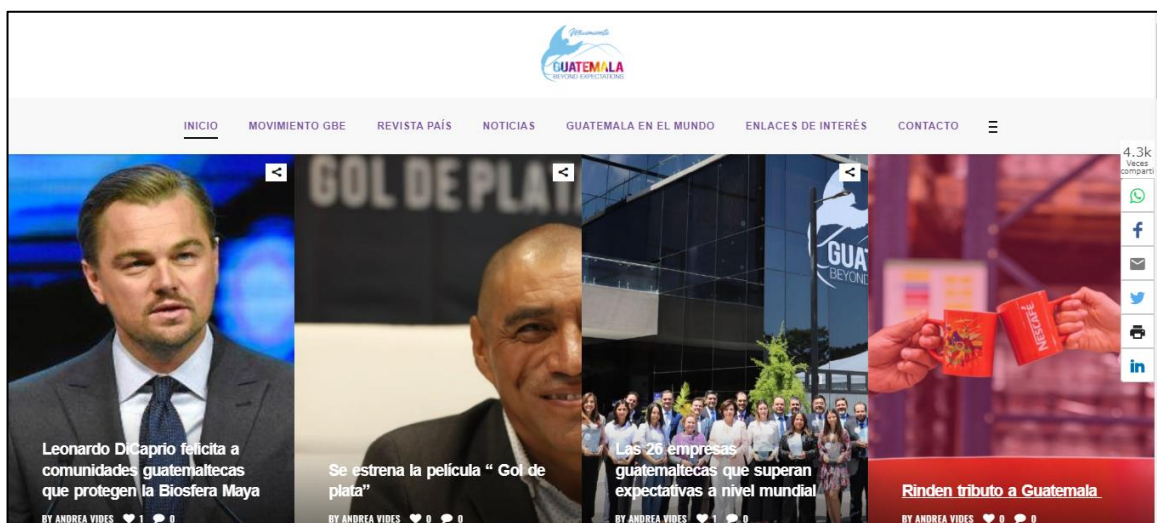 Movimiento
GUATEMALA
BEYOND EXPECTATIONS
INICIO MOVIMIENTO GBE REVISTA PAÍS NOTICIAS GUATEMALA EN EL MUNDO ENLACES DE INTERÉS CONTACTO
4.3k
Veces
comparti
GOL DE PLATA
GUA
BEYOND
NESCAFÉ
Leonardo DiCaprio felicita a
comunidades guatemaltecas
que protegen la Biosfera Maya
BY ANDREA VIDES 1 0
Se estrena la película “ Gol de
plata”
BY ANDREA VIDES 0 0
Las 26 empresas
guatemaltecas que superan
expectativas a nivel mundial
BY ANDREA VIDES 1 0
Rinden tributo a Guatemala
BY ANDREA VIDES 0 0